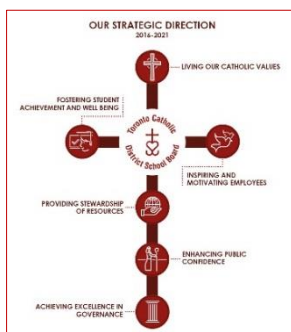 OUR STRATEGIC DIRECTION
2016-2021
LIVING OUR CATHOLIC VALUES
FOSTERING STUDENT
ACHIEVEMENT AND WELL BEING
Toronto Catholic
District School Board
INSPIRING AND
MOTIVATING EMPLOYEES
PROVIDING STEWARDSHIP
OF RESOURCES
ENHANCING PUBLIC
CONFIDENCE
ACHIEVING EXCELLENCE IN
GOVERNANCE